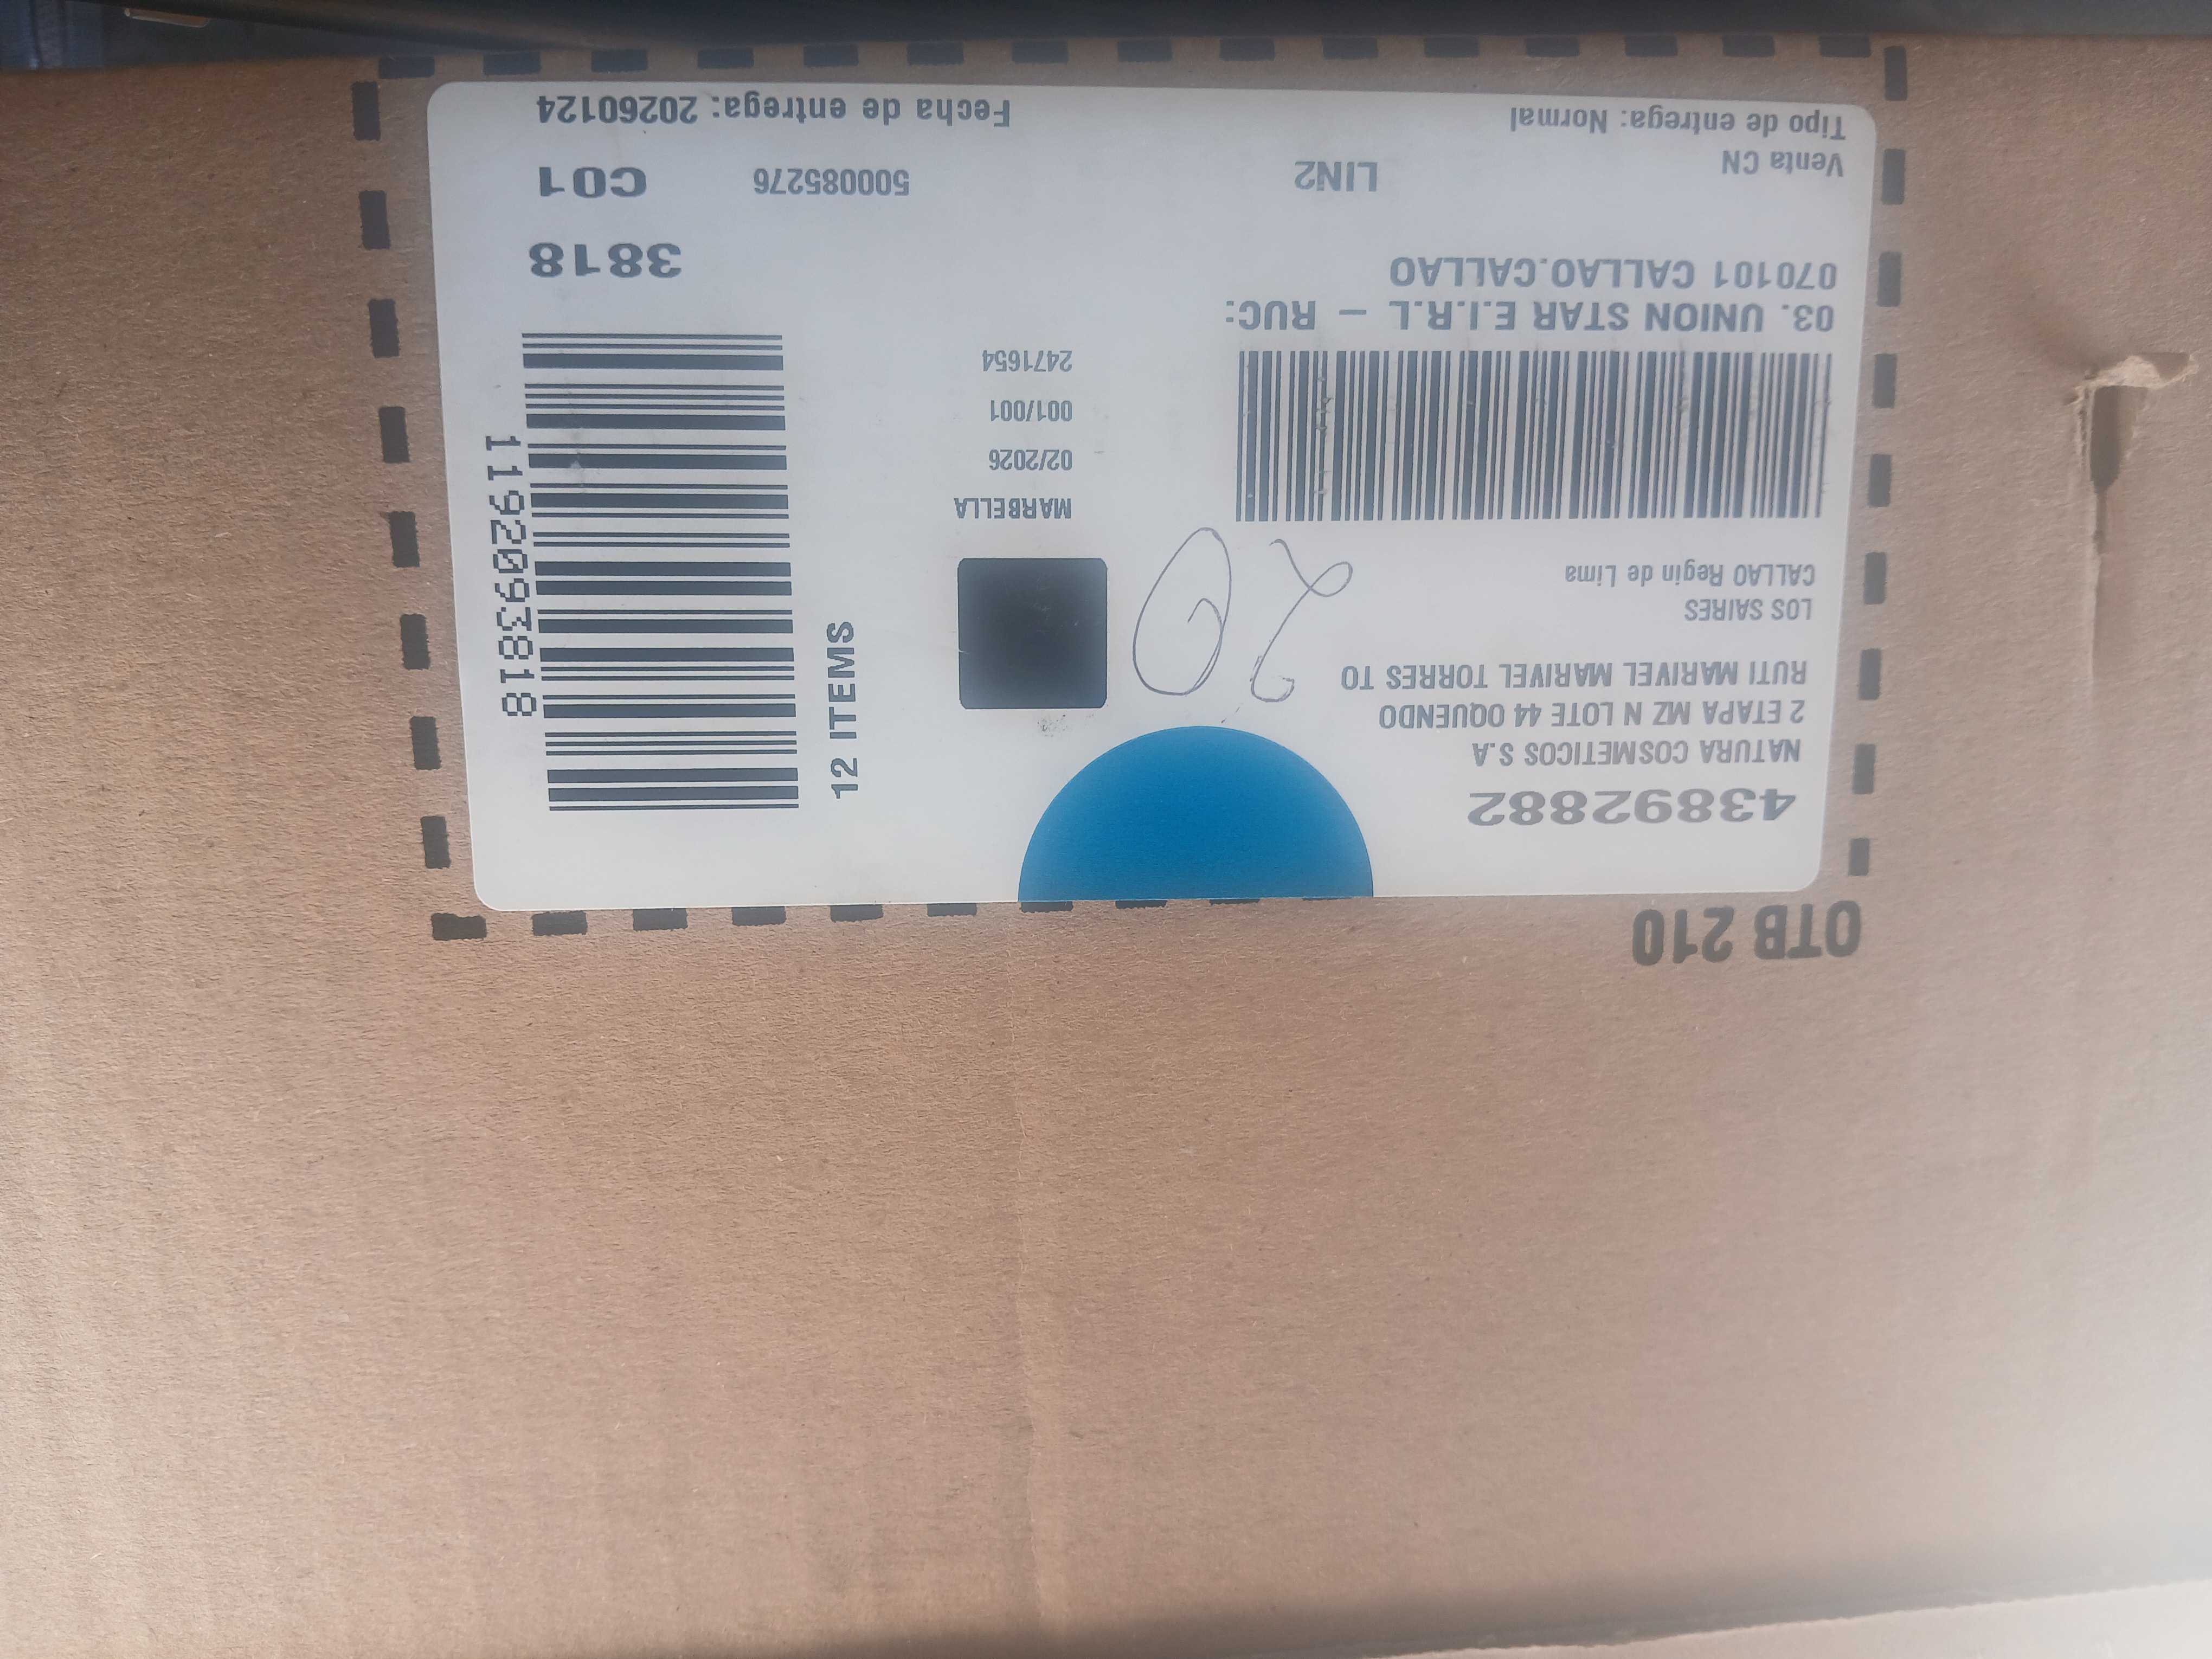 OTB 210
43892882
NATURA COSMETICOS S.A
2 ETAPA MZ N LOTE 44 OQUENDO
RUTI MARIVEL MARIVEL TORRES TO
LOS SAIRES
CALLAO Regin de Lima
20
03. UNION STAR E.I.R.L - RUC:
070101 CALLAO.CALLAO
Venta CN
Tipo de entrega: Normal
LIN2
MARBELLA
02/2026
001/001
2471654
12 ITEMS
1192093818
3818
500085276
C01
Fecha de entrega: 20260124